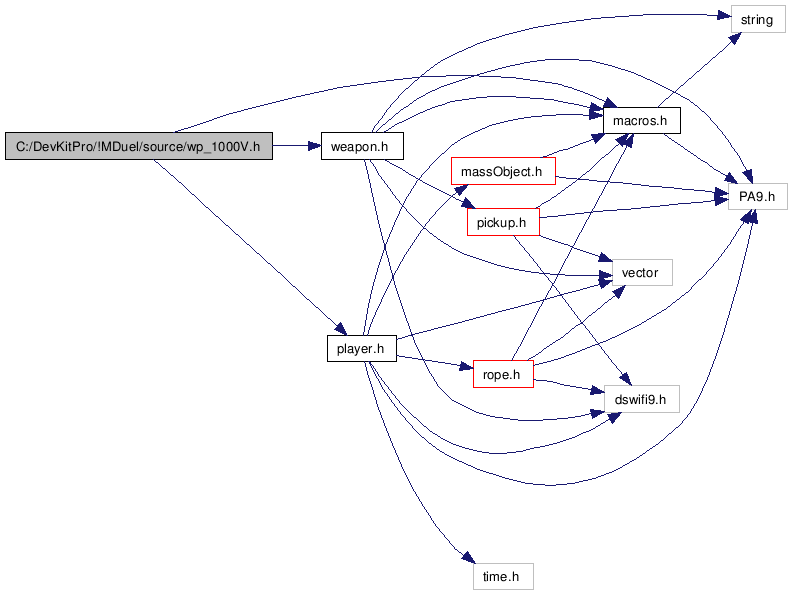 string
macros.h
C:/DevKitPro/!MDuel/source/wp_1000V.h
weapon.h
massObject.h
PA9.h
pickup.h
vector
player.h
rope.h
dswifi9.h
time.h